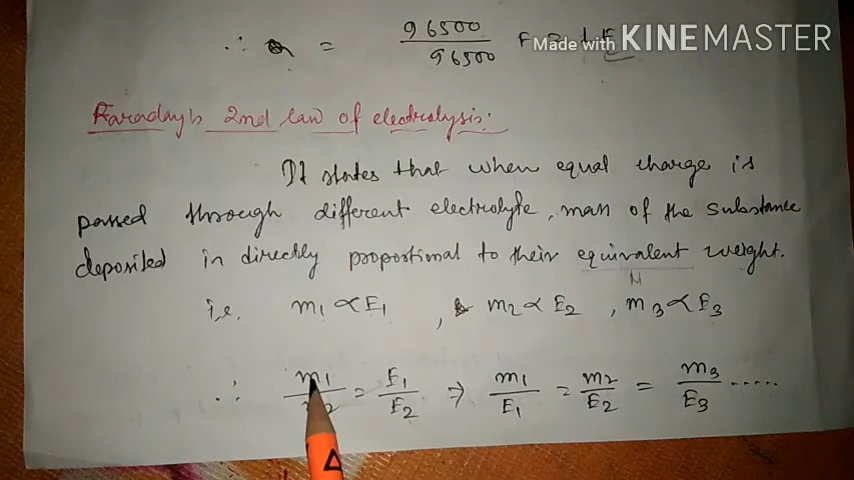 ∴ = 96500 / 96500 F
Made with KINEMASTER
Faraday's 2nd law of electrolysis:
It states that when equal charge is
passed through different electrolyte, mass of the substance
deposited in directly proportional to their equivalent weight.
i.e. m1 ∝ E1 , m2 ∝ E2 , m3 ∝ E3
∴ m1 / = E1 / E2 ⇒ m1 / E1 = m2 / E2 = m3 / E3 .....